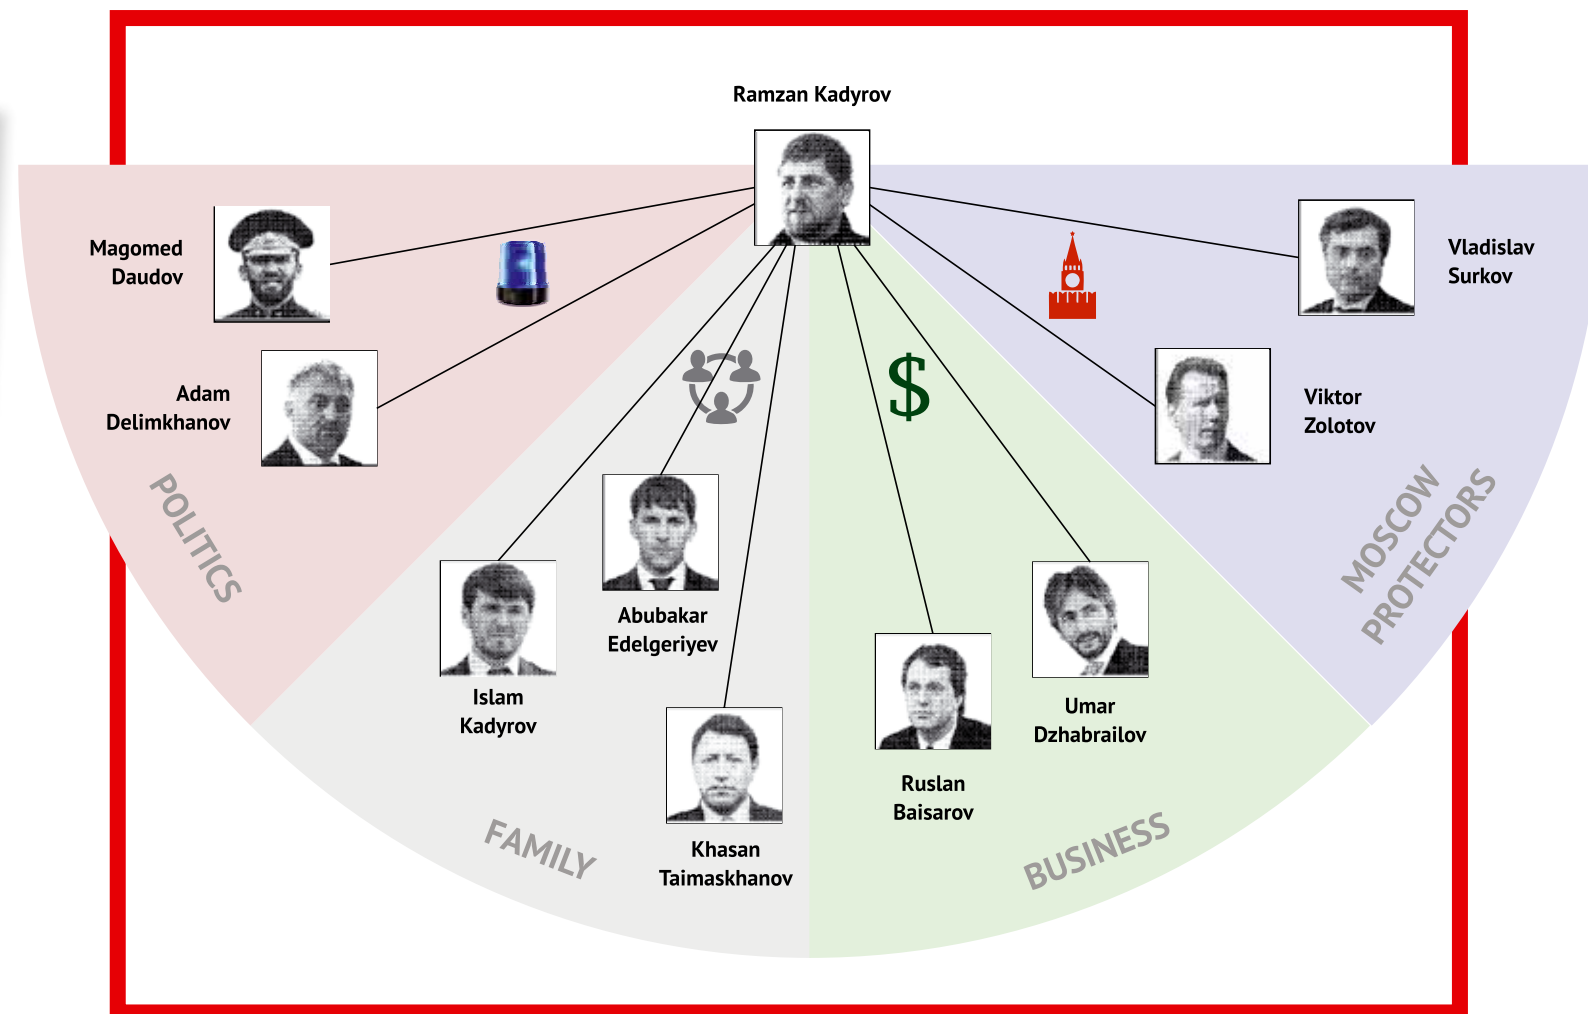 Ramzan Kadyrov
Magomed
Daudov
Adam
Delimkhanov
POLITICS
Islam
Kadyrov
Abubakar
Edelgeriyev
Khasan
Taimaskhanov
FAMILY
$
Ruslan
Baisarov
Umar
Dzhabrailov
BUSINESS
Vladislav
Surkov
Viktor
Zolotov
MOSCOW
PROTECTORS